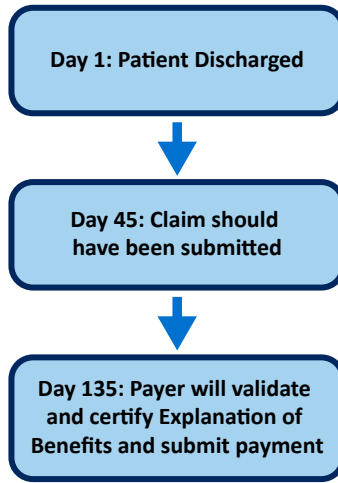 Day 1: Patient Discharged
Day 45: Claim should
have been submitted
Day 135: Payer will validate
and certify Explanation of
Benefits and submit payment